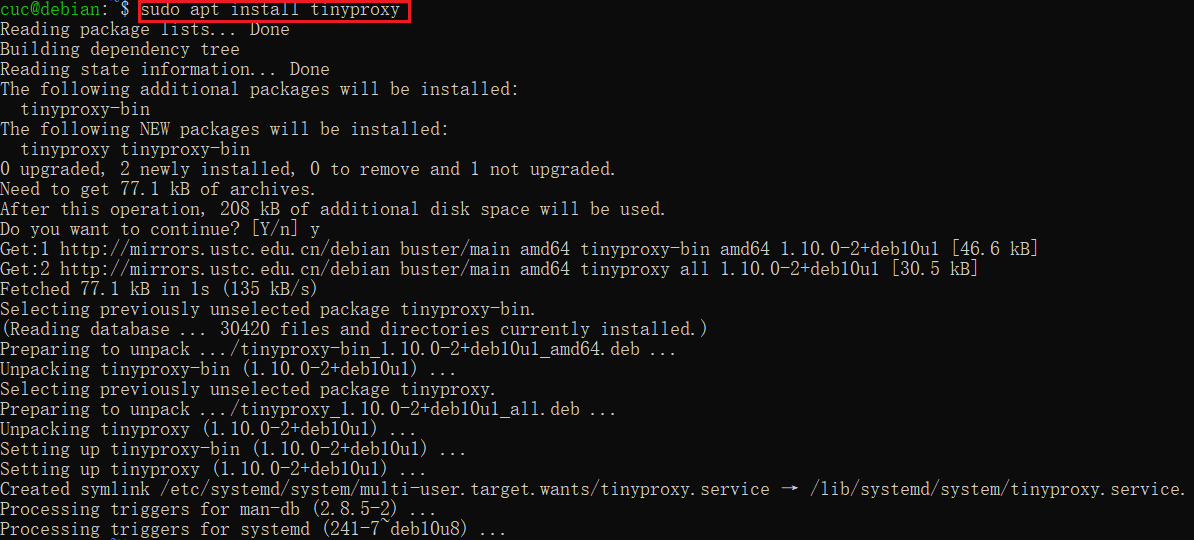 cuc@debian:~$ sudo apt install tinyproxy
Reading package lists... Done
Building dependency tree
Reading state information... Done
The following additional packages will be installed:
  tinyproxy-bin
The following NEW packages will be installed:
  tinyproxy tinyproxy-bin
0 upgraded, 2 newly installed, 0 to remove and 1 not upgraded.
Need to get 77.1 kB of archives.
After this operation, 208 kB of additional disk space will be used.
Do you want to continue? [Y/n] y
Get:1 http://mirrors.ustc.edu.cn/debian buster/main amd64 tinyproxy-bin amd64 1.10.0-2+deb10u1 [46.6 kB]
Get:2 http://mirrors.ustc.edu.cn/debian buster/main amd64 tinyproxy all 1.10.0-2+deb10u1 [30.5 kB]
Fetched 77.1 kB in 1s (135 kB/s)
Selecting previously unselected package tinyproxy-bin.
(Reading database ... 30420 files and directories currently installed.)
Preparing to unpack .../tinyproxy-bin_1.10.0-2+deb10u1_amd64.deb ...
Unpacking tinyproxy-bin (1.10.0-2+deb10u1) ...
Selecting previously unselected package tinyproxy.
Preparing to unpack .../tinyproxy_1.10.0-2+deb10u1_all.deb ...
Unpacking tinyproxy (1.10.0-2+deb10u1) ...
Setting up tinyproxy-bin (1.10.0-2+deb10u1) ...
Setting up tinyproxy (1.10.0-2+deb10u1) ...
Created symlink /etc/systemd/system/multi-user.target.wants/tinyproxy.service → /lib/systemd/system/tinyproxy.service.
Processing triggers for man-db (2.8.5-2) ...
Processing triggers for systemd (241-7~deb10u8) ...